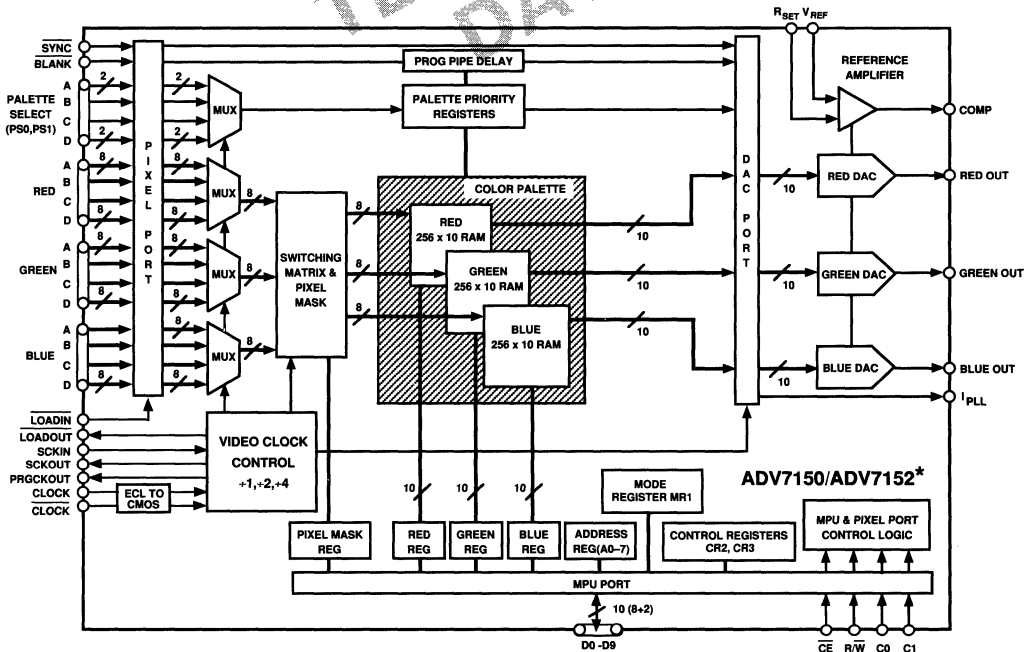 TE
DA
R_SET V_REF
SYNC
BLANK
PALETTE
SELECT
(PS0,PS1)
A
B
C
D
2
2
2
2
RED
A
B
C
D
8
8
8
8
GREEN
A
B
C
D
8
8
8
8
BLUE
A
B
C
D
8
8
8
LOADIN
LOADOUT
SCKIN
SCKOUT
PRGCKOUT
CLOCK
CLOCK
ECL TO
CMOS
PIXEL PORT
MUX
MUX
MUX
MUX
8
8
8
VIDEO CLOCK
CONTROL
÷1,÷2,÷4
SWITCHING
MATRIX &
PIXEL
MASK
8
8
8
PROG PIPE DELAY
PALETTE PRIORITY
REGISTERS
COLOR PALETTE
RED
256 x 10 RAM
GREEN
256 x 10 RAM
BLUE
256 x 10 RAM
10
10
10
DAC PORT
10
10
10
REFERENCE
AMPLIFIER
RED DAC
GREEN DAC
BLUE DAC
COMP
RED OUT
GREEN OUT
BLUE OUT
I_PLL
ADV7150/ADV7152*
10
10
10
PIXEL MASK
REG
RED
REG
GREEN
REG
BLUE
REG
ADDRESS
REG(A0–7)
MODE
REGISTER MR1
CONTROL REGISTERS
CR2, CR3
MPU & PIXEL PORT
CONTROL LOGIC
MPU PORT
10 (8+2)
D0 -D9
CE
R/W
C0
C1